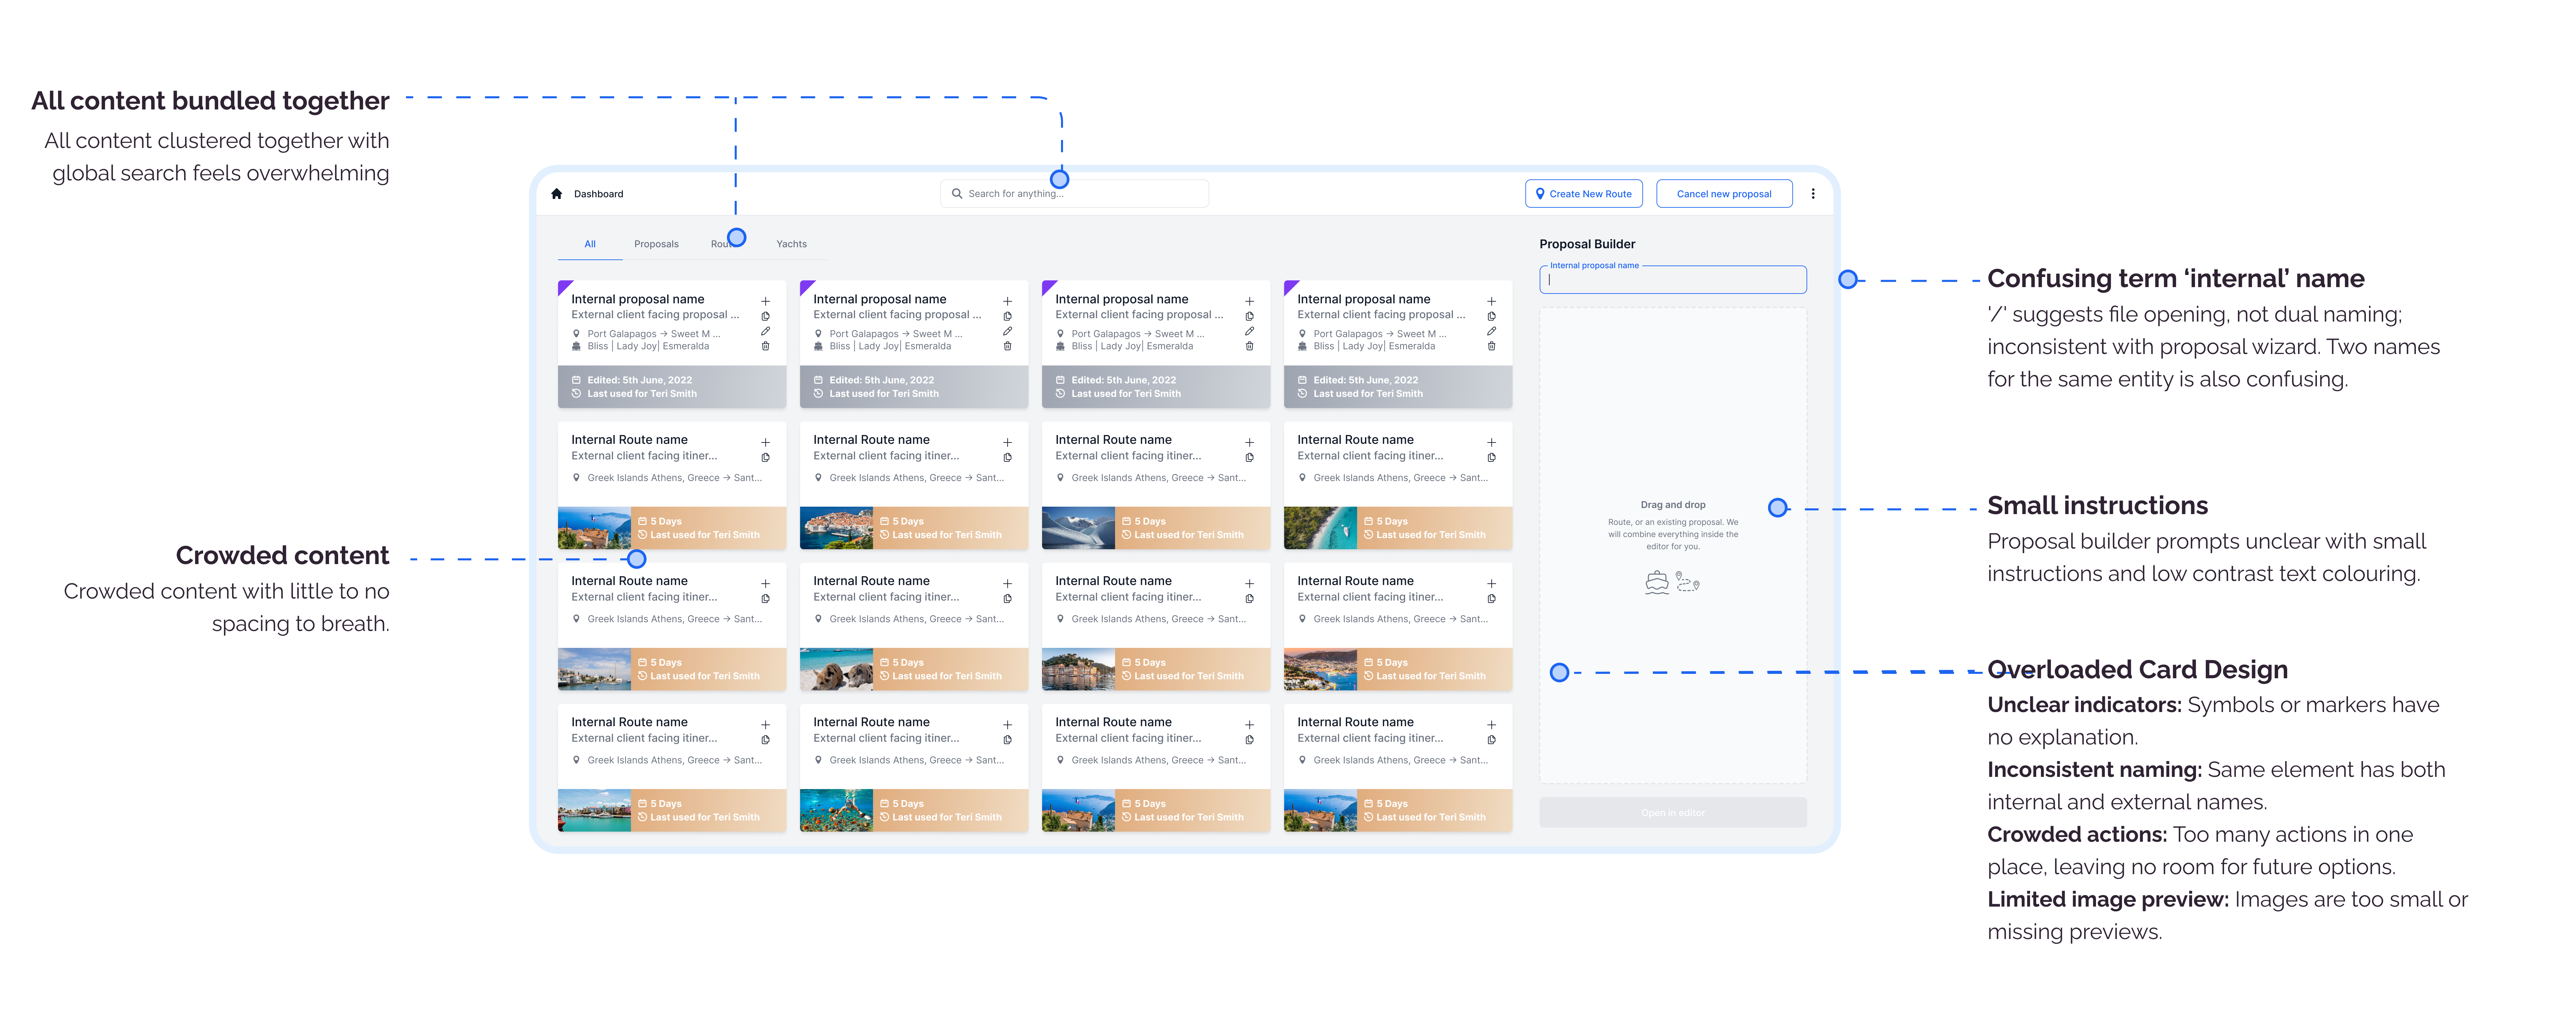 All content bundled together
All content clustered together with
global search feels overwhelming
Crowded content
Crowded content with little to no
spacing to breath.
Dashboard
Search for anything...
Create New Route
Cancel new proposal
All
Proposals
Yachts
Internal proposal name
External client facing proposal ...
Port Galapagos → Sweet M ...
Bliss | Lady Joy| Esmeralda
Edited: 5th June, 2022
Last used for Teri Smith
Internal proposal name
External client facing proposal ...
Port Galapagos → Sweet M ...
Bliss | Lady Joy| Esmeralda
Edited: 5th June, 2022
Last used for Teri Smith
Internal proposal name
External client facing proposal ...
Port Galapagos → Sweet M ...
Bliss | Lady Joy| Esmeralda
Edited: 5th June, 2022
Last used for Teri Smith
Internal proposal name
External client facing proposal ...
Port Galapagos → Sweet M ...
Bliss | Lady Joy| Esmeralda
Edited: 5th June, 2022
Last used for Teri Smith
Internal Route name
External client facing itiner...
Greek Islands Athens, Greece → Sant...
5 Days
Last used for Teri Smith
Internal Route name
External client facing itiner...
Greek Islands Athens, Greece → Sant...
5 Days
Last used for Teri Smith
Internal Route name
External client facing itiner...
Greek Islands Athens, Greece → Sant...
5 Days
Last used for Teri Smith
Internal Route name
External client facing itiner...
Greek Islands Athens, Greece → Sant...
5 Days
Last used for Teri Smith
Internal Route name
External client facing itiner...
Greek Islands Athens, Greece → Sant...
5 Days
Last used for Teri Smith
Internal Route name
External client facing itiner...
Greek Islands Athens, Greece → Sant...
5 Days
Last used for Teri Smith
Internal Route name
External client facing itiner...
Greek Islands Athens, Greece → Sant...
5 Days
Last used for Teri Smith
Internal Route name
External client facing itiner...
Greek Islands Athens, Greece → Sant...
5 Days
Last used for Teri Smith
Internal Route name
External client facing itiner...
Greek Islands Athens, Greece → Sant...
5 Days
Last used for Teri Smith
Internal Route name
External client facing itiner...
Greek Islands Athens, Greece → Sant...
5 Days
Last used for Teri Smith
Internal Route name
External client facing itiner...
Greek Islands Athens, Greece → Sant...
5 Days
Last used for Teri Smith
Internal Route name
External client facing itiner...
Greek Islands Athens, Greece → Sant...
5 Days
Last used for Teri Smith
Proposal Builder
Internal proposal name
Drag and drop
Route, or an existing proposal. We
will combine everything inside the
editor for you.
Open in editor
Confusing term ‘internal’ name
'/' suggests file opening, not dual naming;
inconsistent with proposal wizard. Two names
for the same entity is also confusing.
Small instructions
Proposal builder prompts unclear with small
instructions and low contrast text colouring.
Overloaded Card Design
Unclear indicators: Symbols or markers have
no explanation.
Inconsistent naming: Same element has both
internal and external names.
Crowded actions: Too many actions in one
place, leaving no room for future options.
Limited image preview: Images are too small or
missing previews.